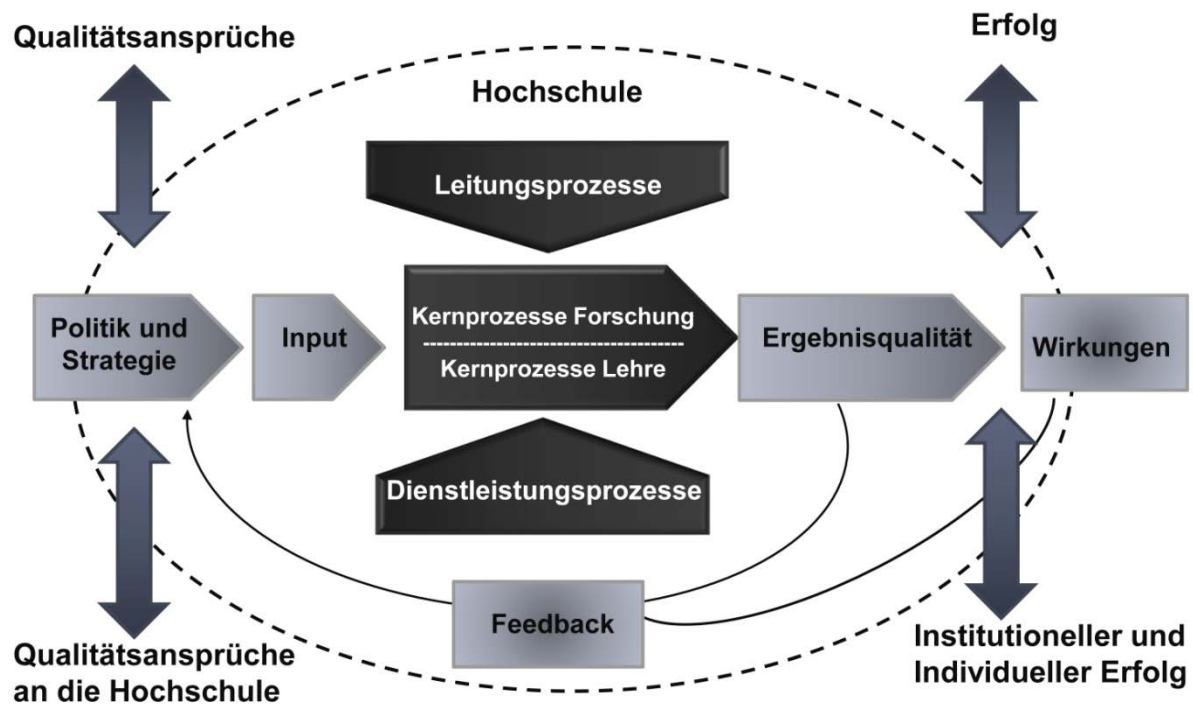 Qualitätsansprüche
Erfolg
Hochschule
Leitungsprozesse
Politik und
Strategie
Input
Kernprozesse Forschung
Kernprozesse Lehre
Ergebnisqualität
Wirkungen
Dienstleistungsprozesse
Feedback
Qualitätsansprüche
an die Hochschule
Institutioneller und
Individueller Erfolg